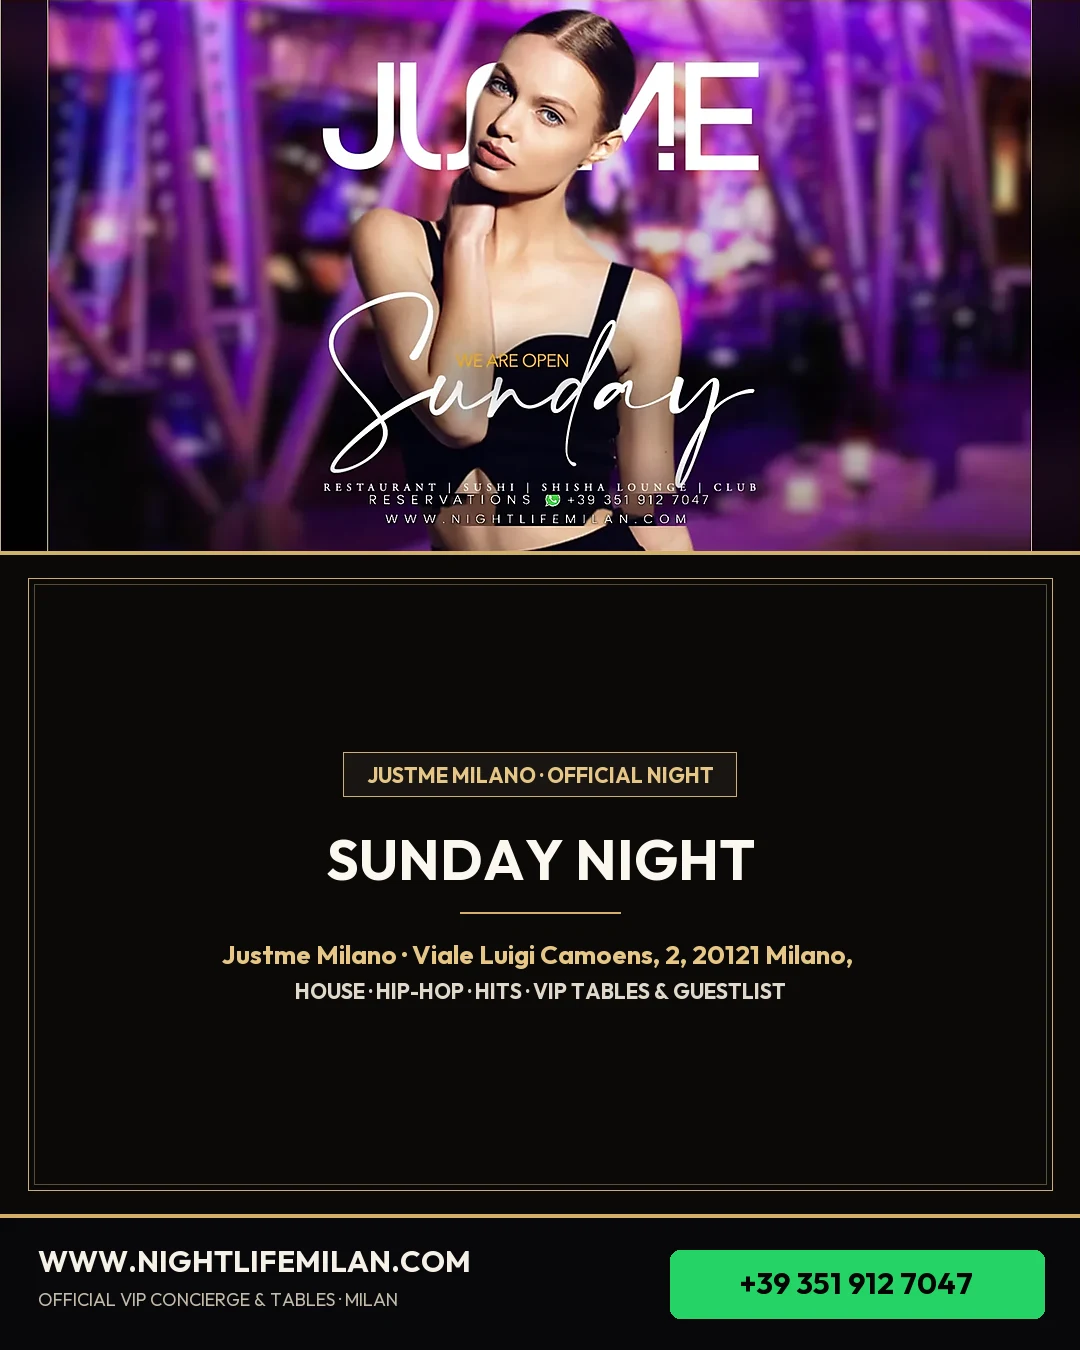 JUSTME
WE ARE OPEN
Sunday
RESTAURANT | SUSHI | SHISHA LOUNGE | CLUB
RESERVATIONS +39 351 912 7047
WWW.NIGHTLIFEMILAN.COM
JUSTME MILANO · OFFICIAL NIGHT
SUNDAY NIGHT
Justme Milano · Viale Luigi Camoens, 2, 20121 Milano,
HOUSE · HIP-HOP · HITS · VIP TABLES & GUESTLIST
WWW.NIGHTLIFEMILAN.COM
+39 351 912 7047
OFFICIAL VIP CONCIERGE & TABLES · MILAN